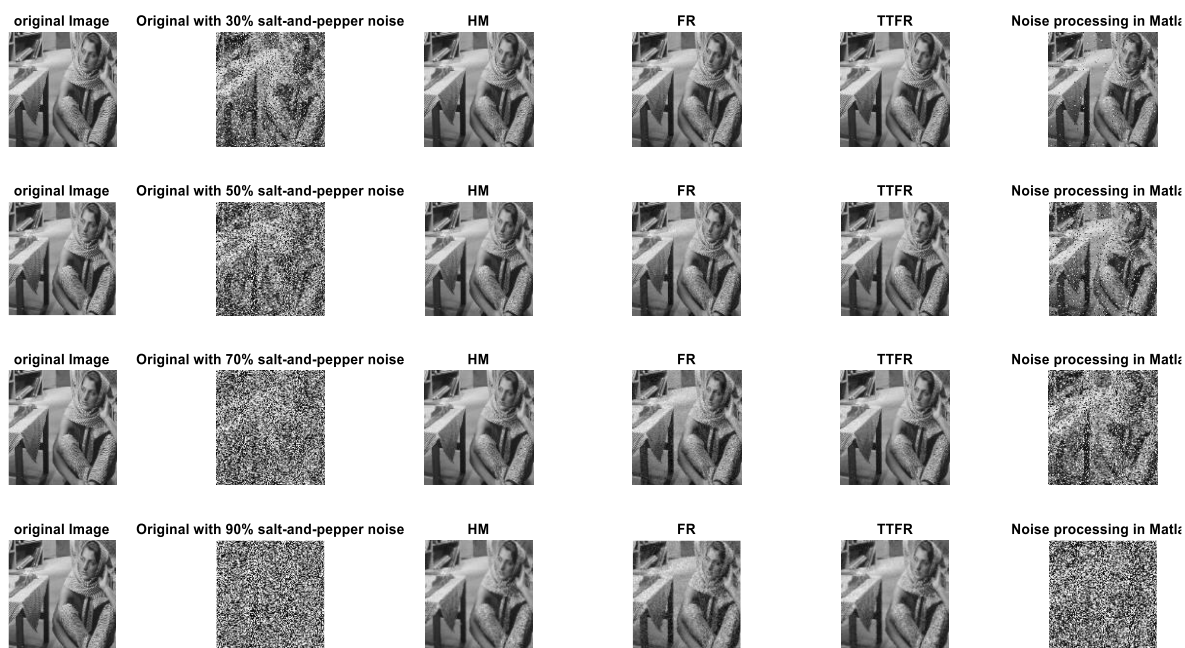 original Image Original with 30% salt-and-pepper noise HM FR TTFR Noise processing in Matla
original Image Original with 50% salt-and-pepper noise HM FR TTFR Noise processing in Matla
original Image Original with 70% salt-and-pepper noise HM FR TTFR Noise processing in Matla
original Image Original with 90% salt-and-pepper noise HM FR TTFR Noise processing in Matla